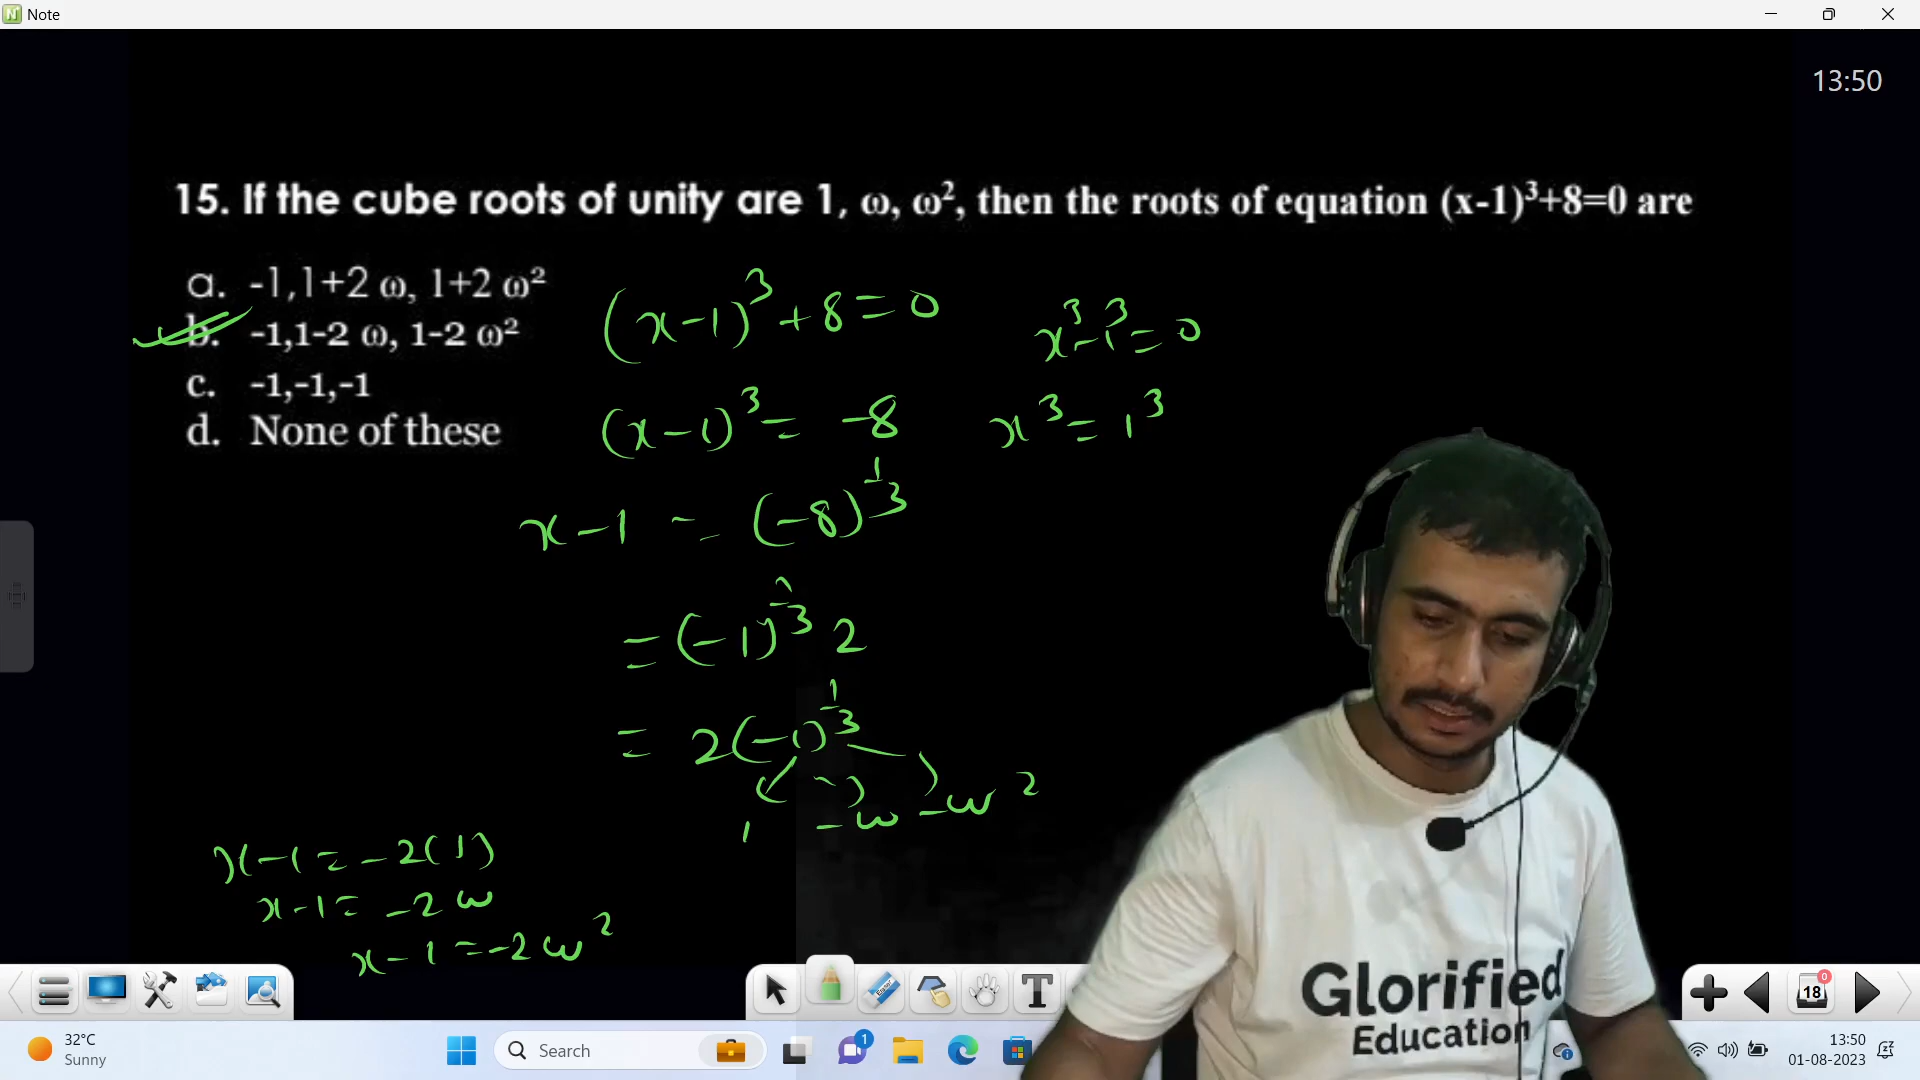 Note
13:50
15. If the cube roots of unity are 1, ω, ω², then the roots of equation (x-1)³+8=0 are
a. -1,1+2 ω, 1+2 ω²
b. -1,1-2 ω, 1-2 ω²
c. -1,-1,-1
d. None of these
(x-1)³+8=0
x³-1³=0
(x-1)³= -8
x³=1³
x-1 = (-8)^1/3
=(-1)^1/3 2
= 2(-1)^1/3
-ω -ω²
x-1=-2(1)
x-1= -2ω
x-1=-2ω²
Glorified
Education
Eraser
T
0
18
32°C
Sunny
Search
1
13:50
01-08-2023